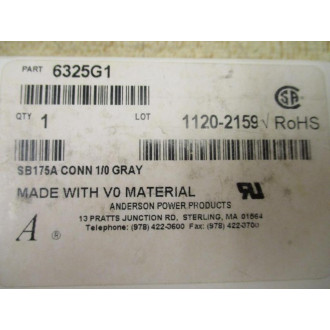 PART 6325G1
QTY 1 LOT 1120-2159√ RoHS
SB175A CONN 1/0 GRAY
MADE WITH V0 MATERIAL
ANDERSON POWER PRODUCTS
13 PRATTS JUNCTION RD, STERLING, MA 01564
Telephone: (978) 422-3600 Fax: (978) 422-3700
A ®